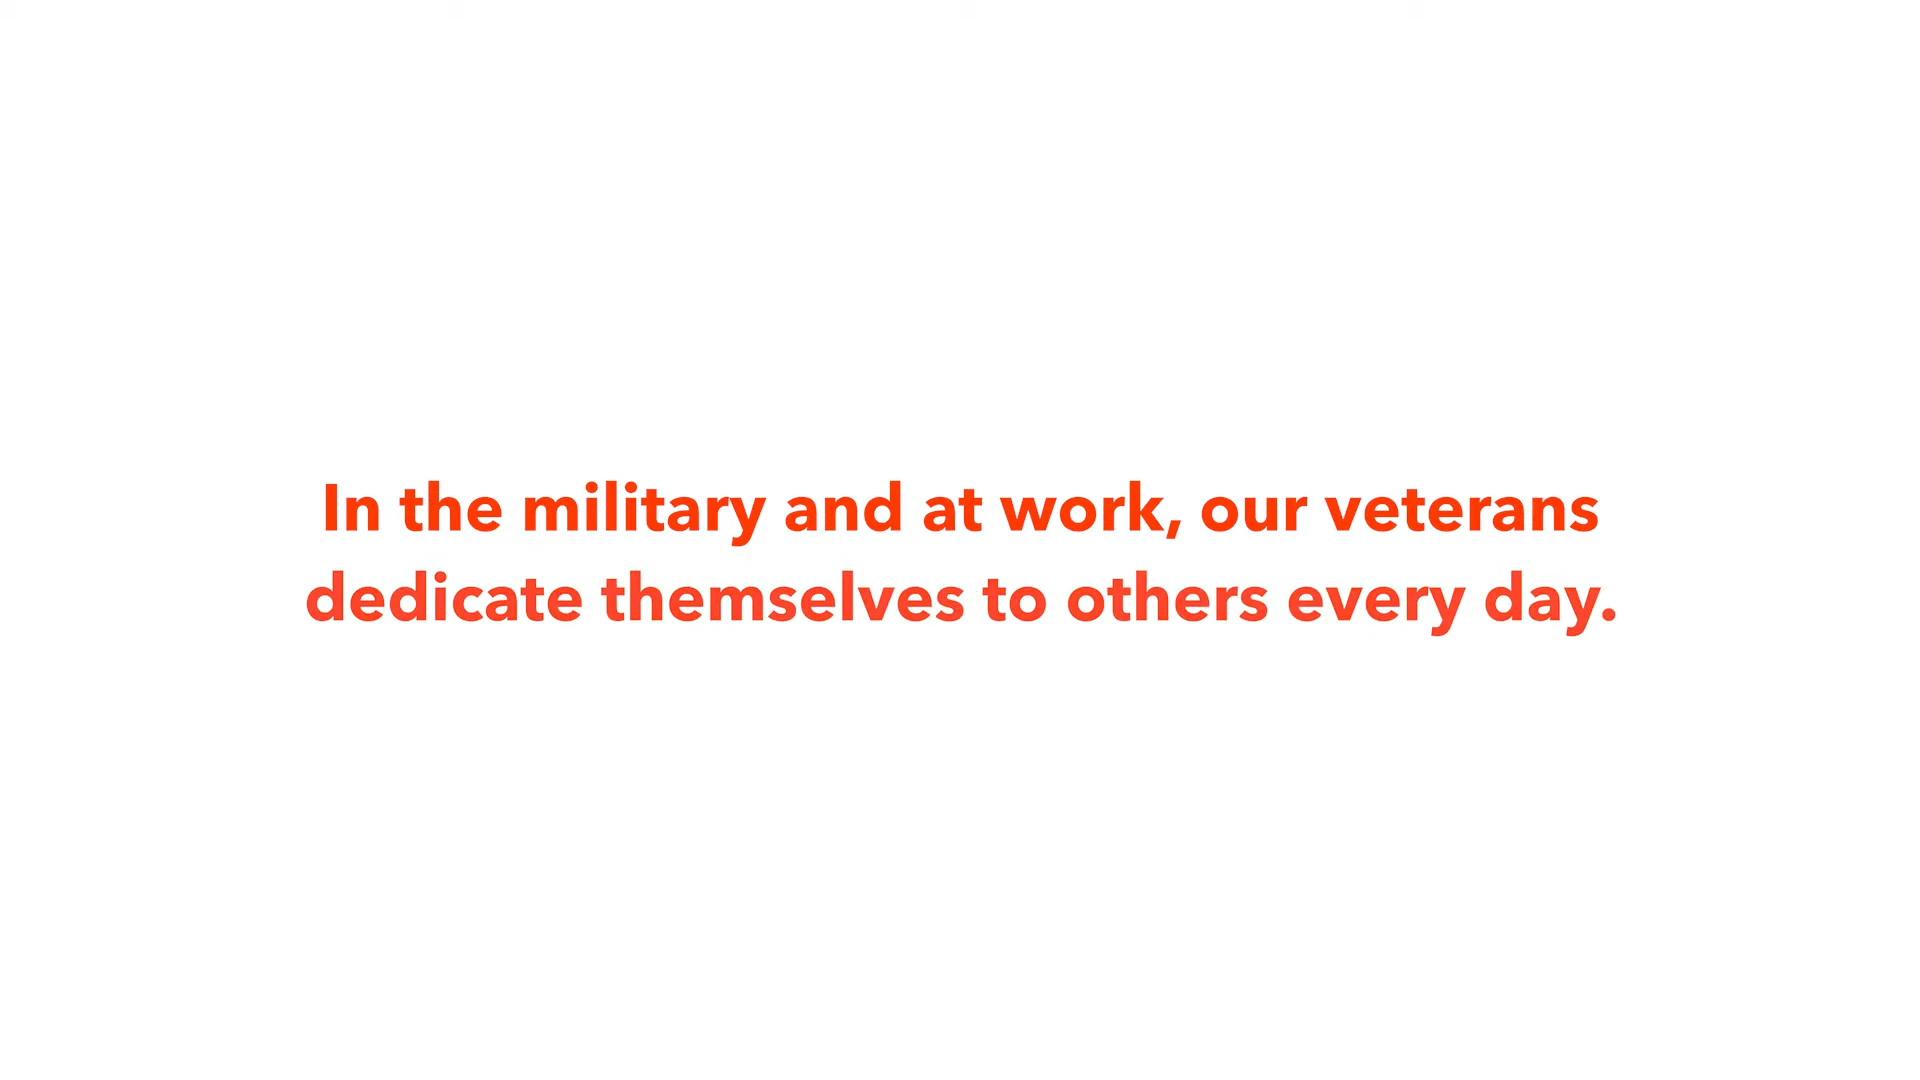 In the military and at work, our veterans
dedicate themselves to others every day.